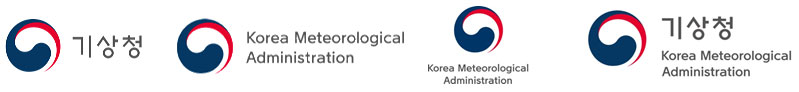 기상청
Korea Meteorological
Administration
Korea Meteorological
Administration
기상청
Korea Meteorological
Administration